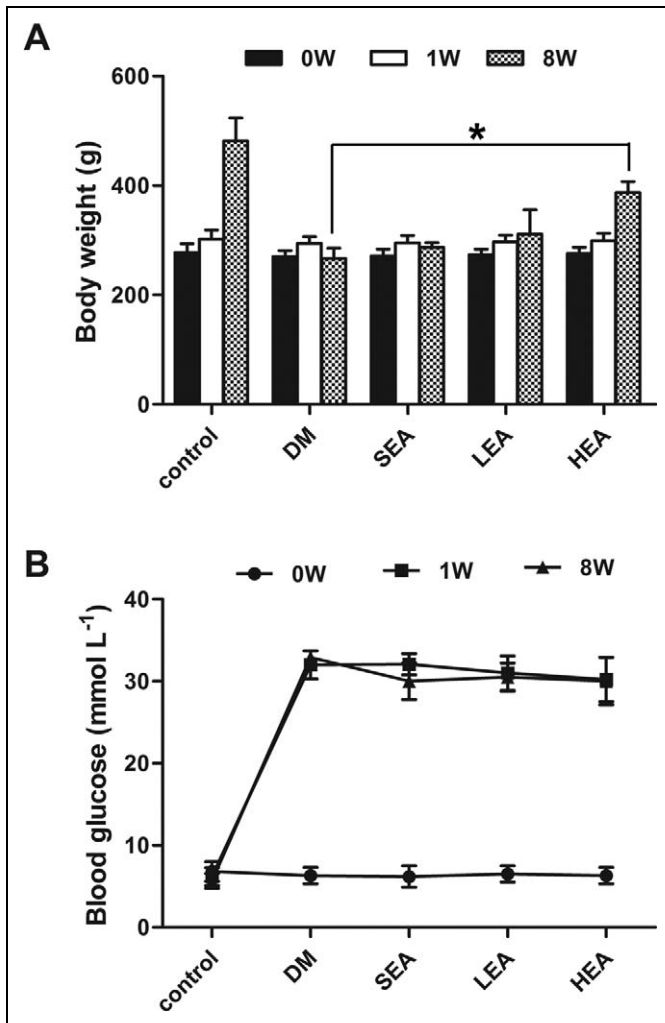 A
0W 1W 8W
600
400
200
0
Body weight (g)
*
control DM SEA LEA HEA
B
0W 1W 8W
40
30
20
10
0
Blood glucose (mmol L⁻¹)
control DM SEA LEA HEA